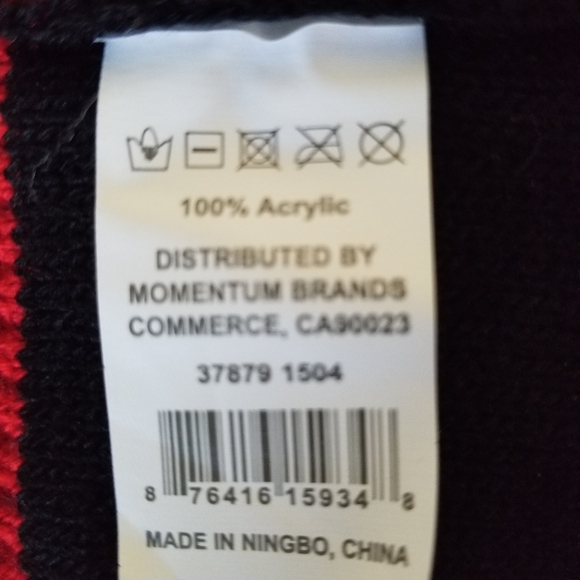 100% Acrylic
DISTRIBUTED BY
MOMENTUM BRANDS
COMMERCE, CA90023
37879 1504
8 76416 15934 8
MADE IN NINGBO, CHINA